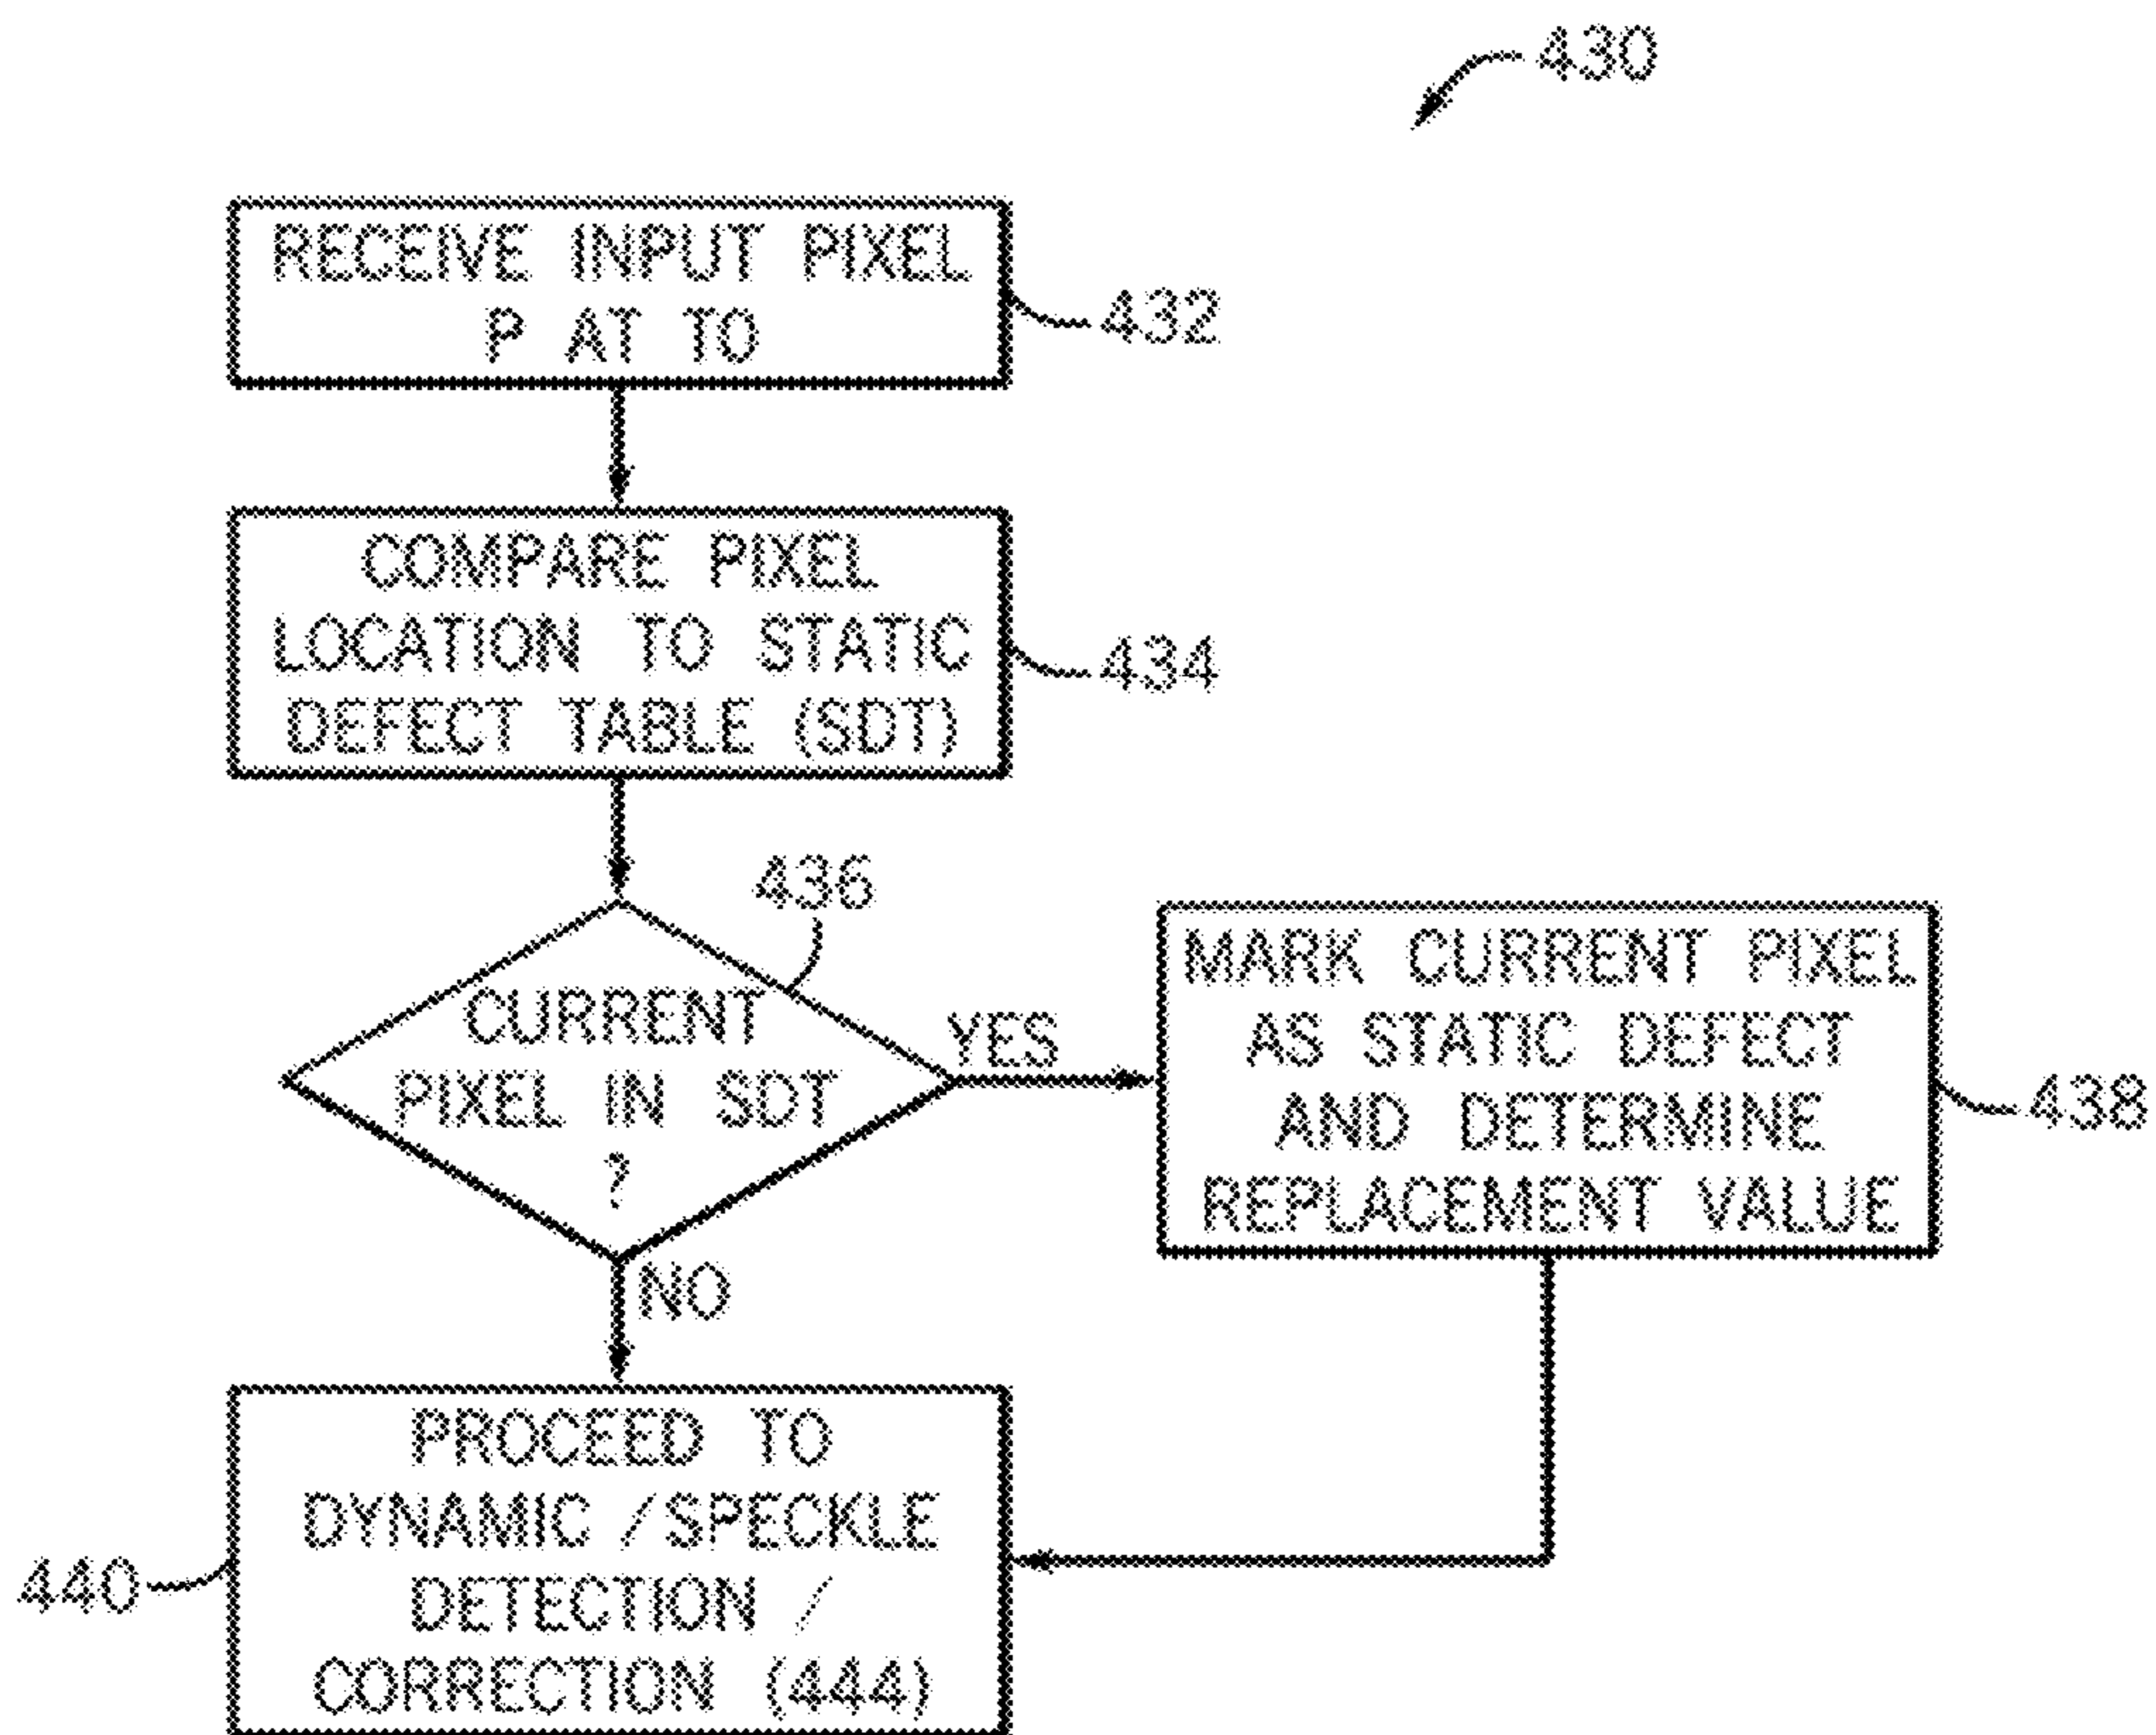 430
RECEIVE INPUT PIXEL
P AT TO
432
COMPARE PIXEL
LOCATION TO STATIC
DEFECT TABLE (SDT)
434
436
CURRENT
PIXEL IN SDT
?
YES
NO
MARK CURRENT PIXEL
AS STATIC DEFECT
AND DETERMINE
REPLACEMENT VALUE
438
PROCEED TO
DYNAMIC/SPECKLE
DETECTION/
CORRECTION (444)
440